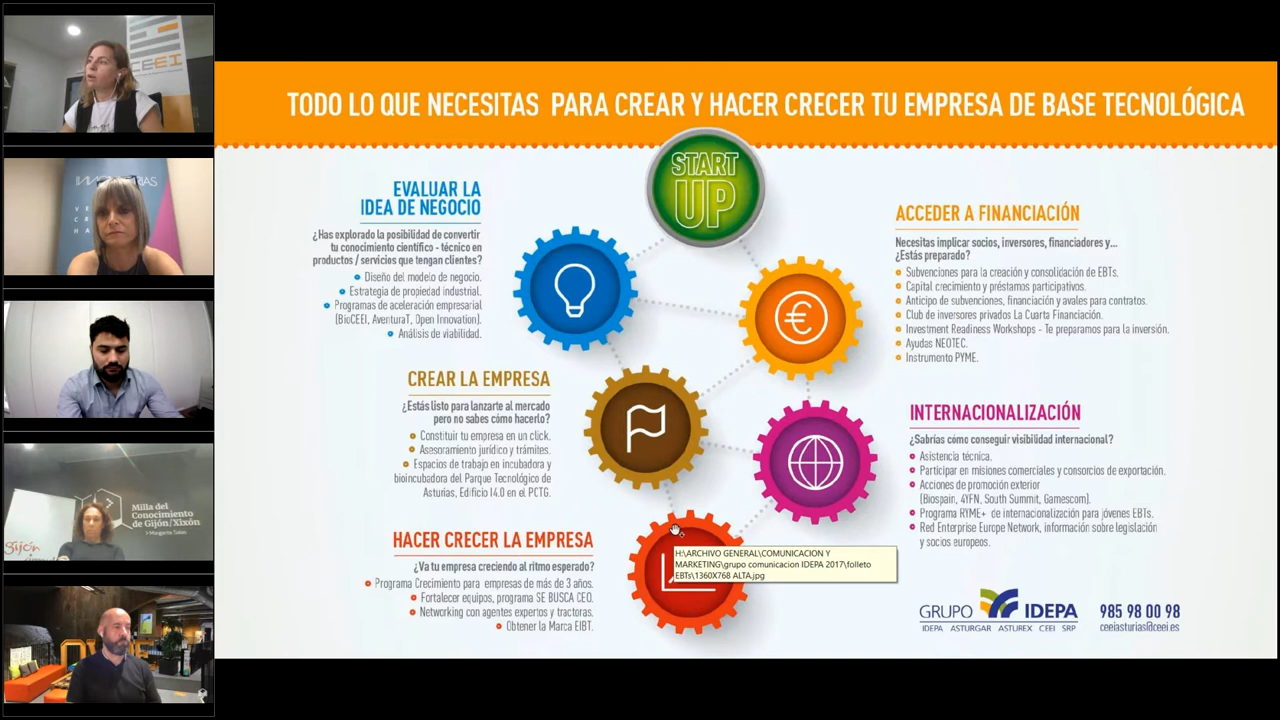 CEEI
INNOVASTURIAS
Milla del
Conocimiento
de Gijón/Xixón
gijón
TODO LO QUE NECESITAS PARA CREAR Y HACER CRECER TU EMPRESA DE BASE TECNOLÓGICA
START
UP
EVALUAR LA
IDEA DE NEGOCIO
¿Has explorado la posibilidad de convertir
tu conocimiento científico - técnico en
productos / servicios que tengan clientes?
Diseño del modelo de negocio.
Estrategia de propiedad industrial.
Programas de aceleración empresarial
(BioCEEI, AventuraT, Open Innovation).
Análisis de viabilidad.
CREAR LA EMPRESA
¿Estás listo para lanzarte al mercado
pero no sabes cómo hacerlo?
Constituir tu empresa en un click.
Asesoramiento jurídico y trámites.
Espacios de trabajo en incubadora y
bioincubadora del Parque Tecnológico de
Asturias, Edificio I4.0 en el PCTG.
HACER CRECER LA EMPRESA
¿Va tu empresa creciendo al ritmo esperado?
Programa Crecimiento para empresas de más de 3 años.
Fortalecer equipos, programa SE BUSCA CEO.
Networking con agentes expertos y tractoras.
Obtener la Marca EIBT.
ACCEDER A FINANCIACIÓN
Necesitas implicar socios, inversores, financiadores y...
¿Estás preparado?
Subvenciones para la creación y consolidación de EBTs.
Capital crecimiento y préstamos participativos.
Anticipo de subvenciones, financiación y avales para contratos.
Club de inversores privados La Cuarta Financiación.
Investment Readiness Workshops - Te preparamos para la inversión.
Ayudas NEOTEC.
Instrumento PYME.
INTERNACIONALIZACIÓN
¿Sabrías cómo conseguir visibilidad internacional?
Asistencia técnica.
Participar en misiones comerciales y consorcios de exportación.
Acciones de promoción exterior
(Biospain, 4YFN, South Summit, Gamescom).
Programa RYME+ de internacionalización para jóvenes EBTs.
Red Enterprise Europe Network, información sobre legislación
y socios europeos.
H:\ARCHIVO GENERAL\COMUNICACION Y
MARKETING\grupo comunicacion IDEPA 2017\folleto
EBTs\1360X768 ALTA.jpg
GRUPO IDEPA
IDEPA ASTURGAR ASTUREX CEEI SRP
985 98 00 98
ceeiasturias@ceei.es